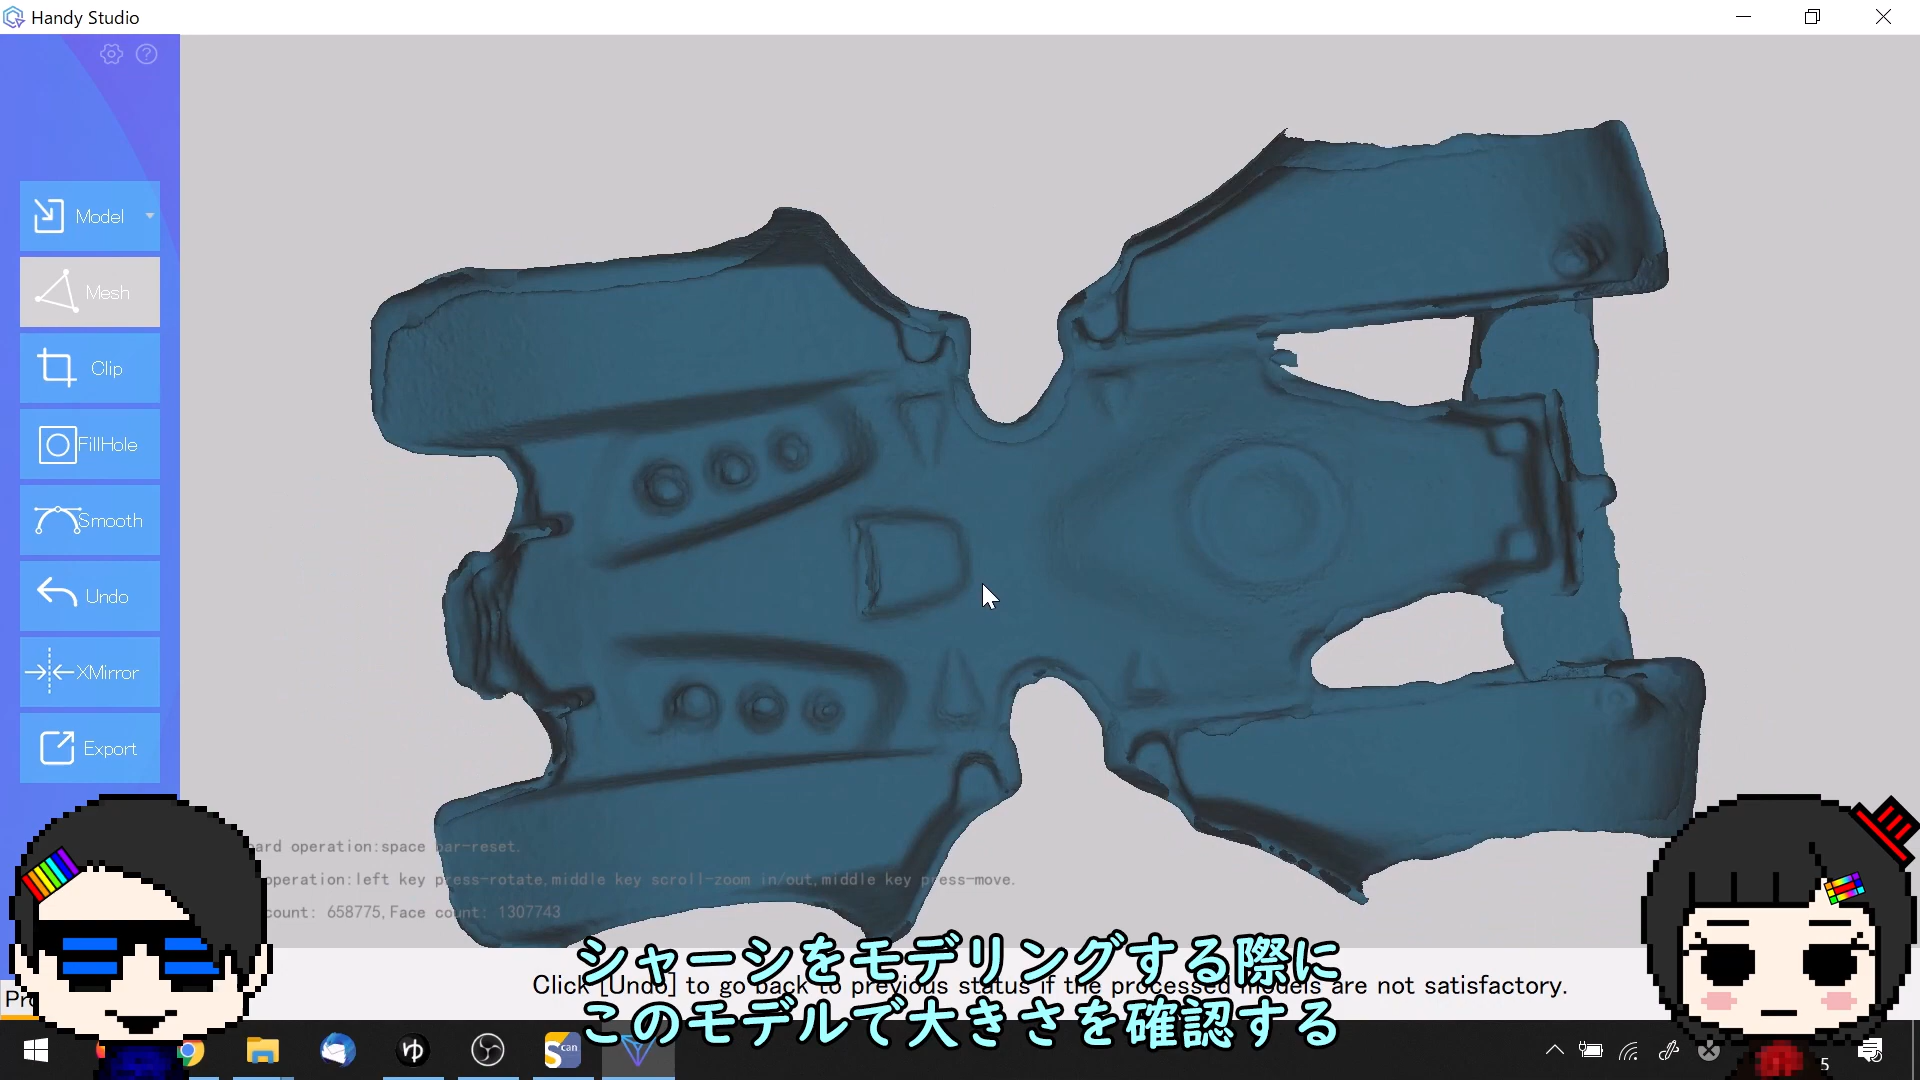 Handy Studio
Model
Mesh
Clip
FillHole
Smooth
Undo
XMirror
Export
operation:space bar-reset.
operation:left key press-rotate,middle key scroll-zoom in/out,middle key press-move.
count: 658775,Face count: 1307743
Click [Undo] to go back to previous status if the processed models are not satisfactory.
シャーシをモデリングする際に
このモデルで大きさを確認する
Scan
ゆ
5